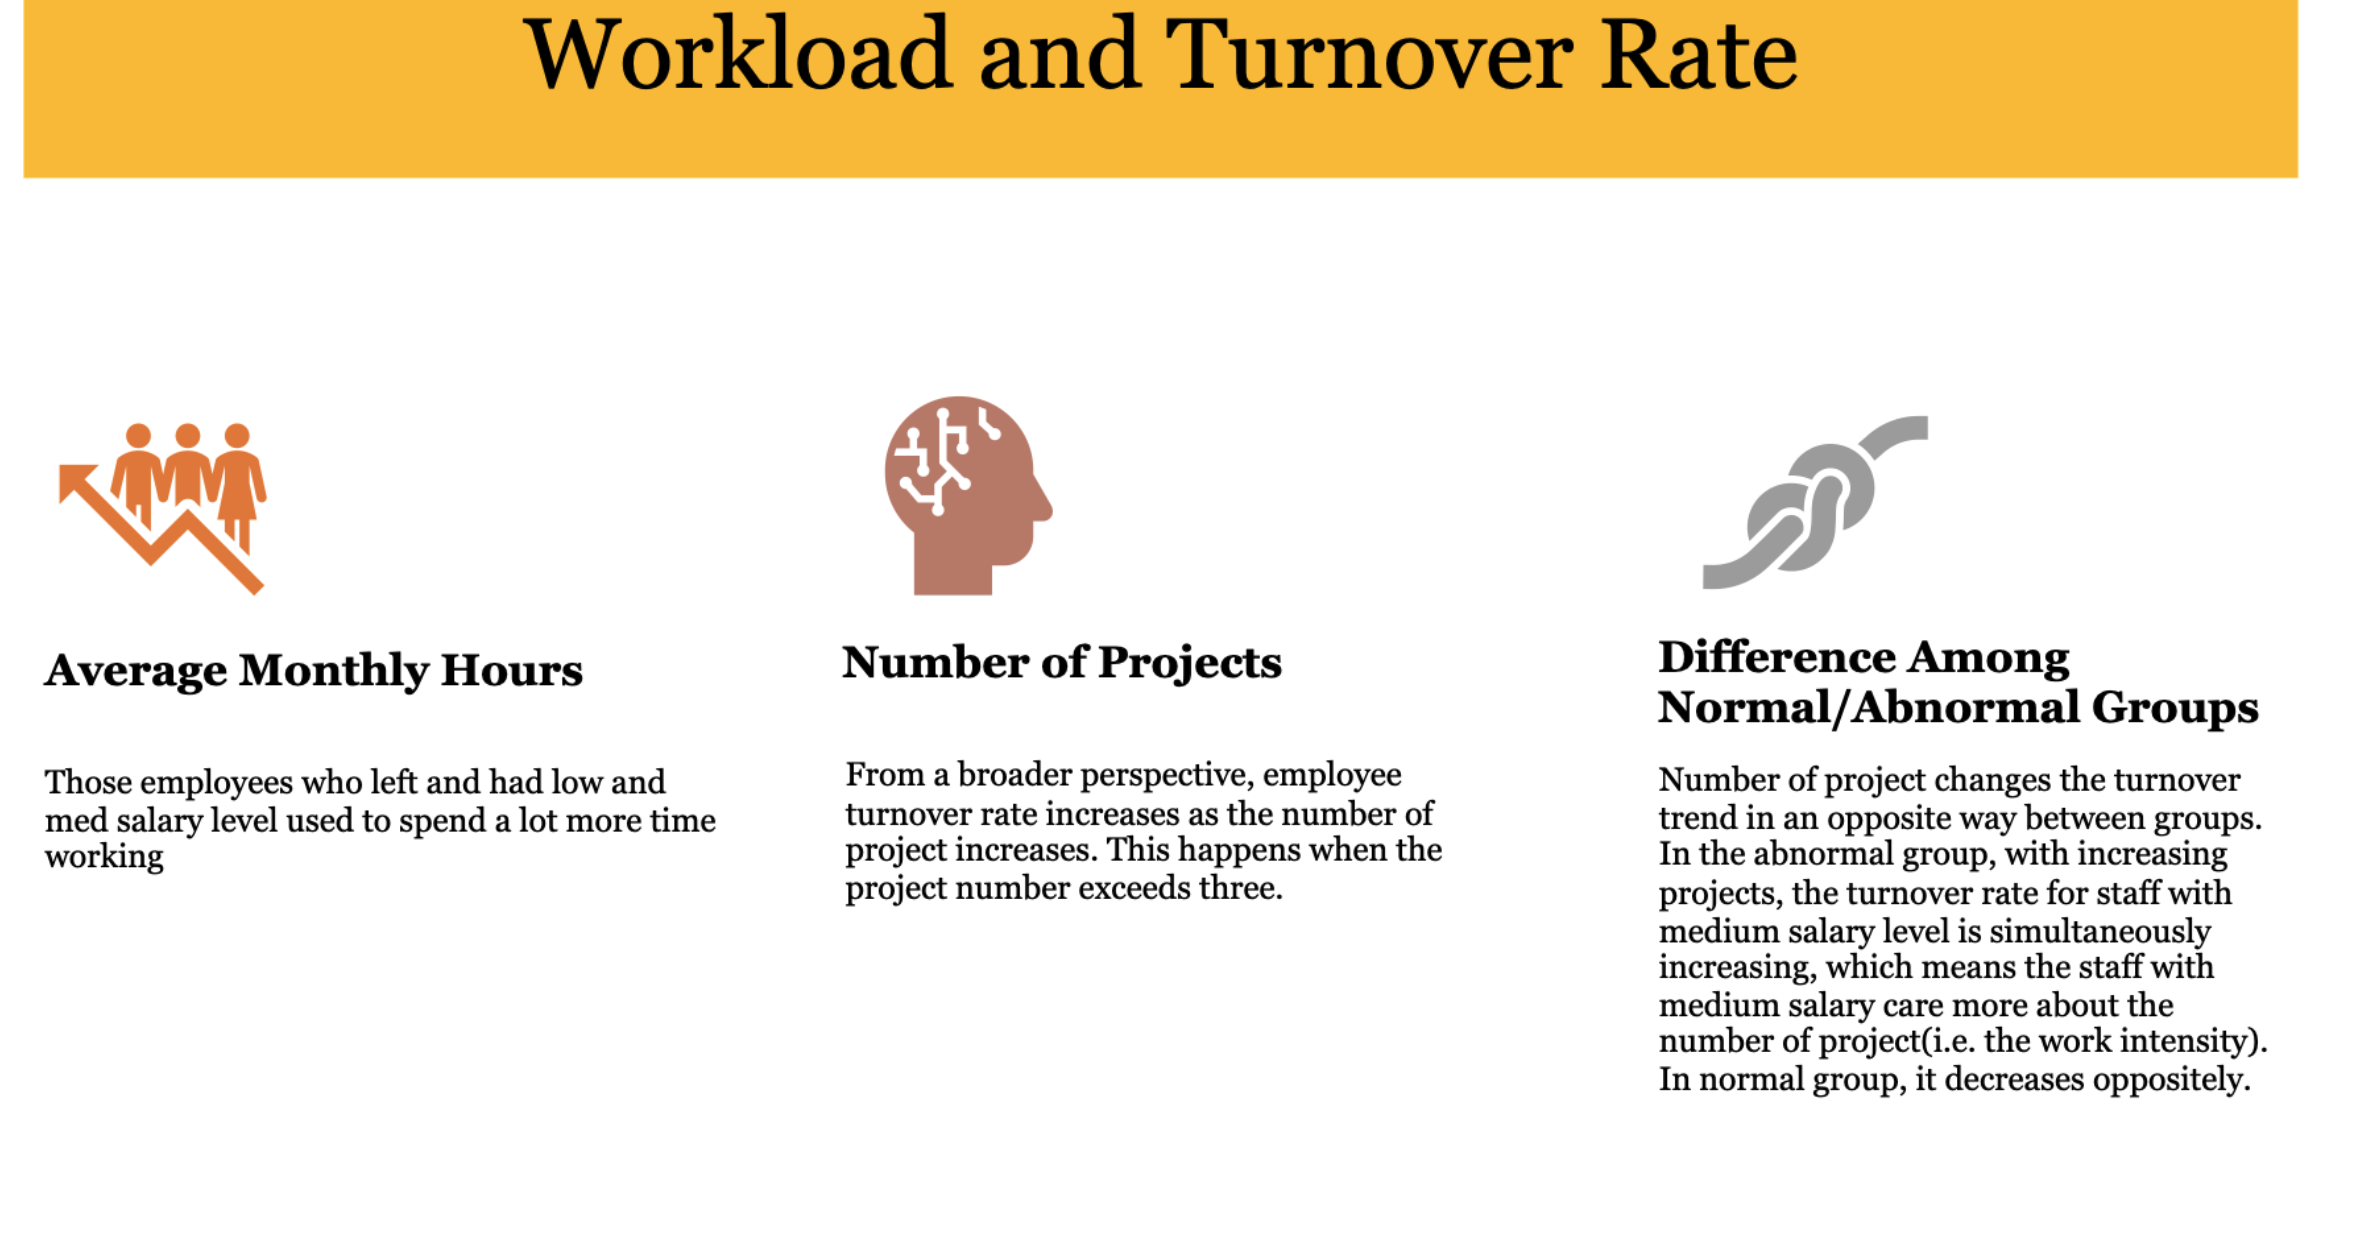 Workload and Turnover Rate
Average Monthly Hours
Those employees who left and had low and
med salary level used to spend a lot more time
working
Number of Projects
From a broader perspective, employee
turnover rate increases as the number of
project increases. This happens when the
project number exceeds three.
Difference Among
Normal/Abnormal Groups
Number of project changes the turnover
trend in an opposite way between groups.
In the abnormal group, with increasing
projects, the turnover rate for staff with
medium salary level is simultaneously
increasing, which means the staff with
medium salary care more about the
number of project(i.e. the work intensity).
In normal group, it decreases oppositely.